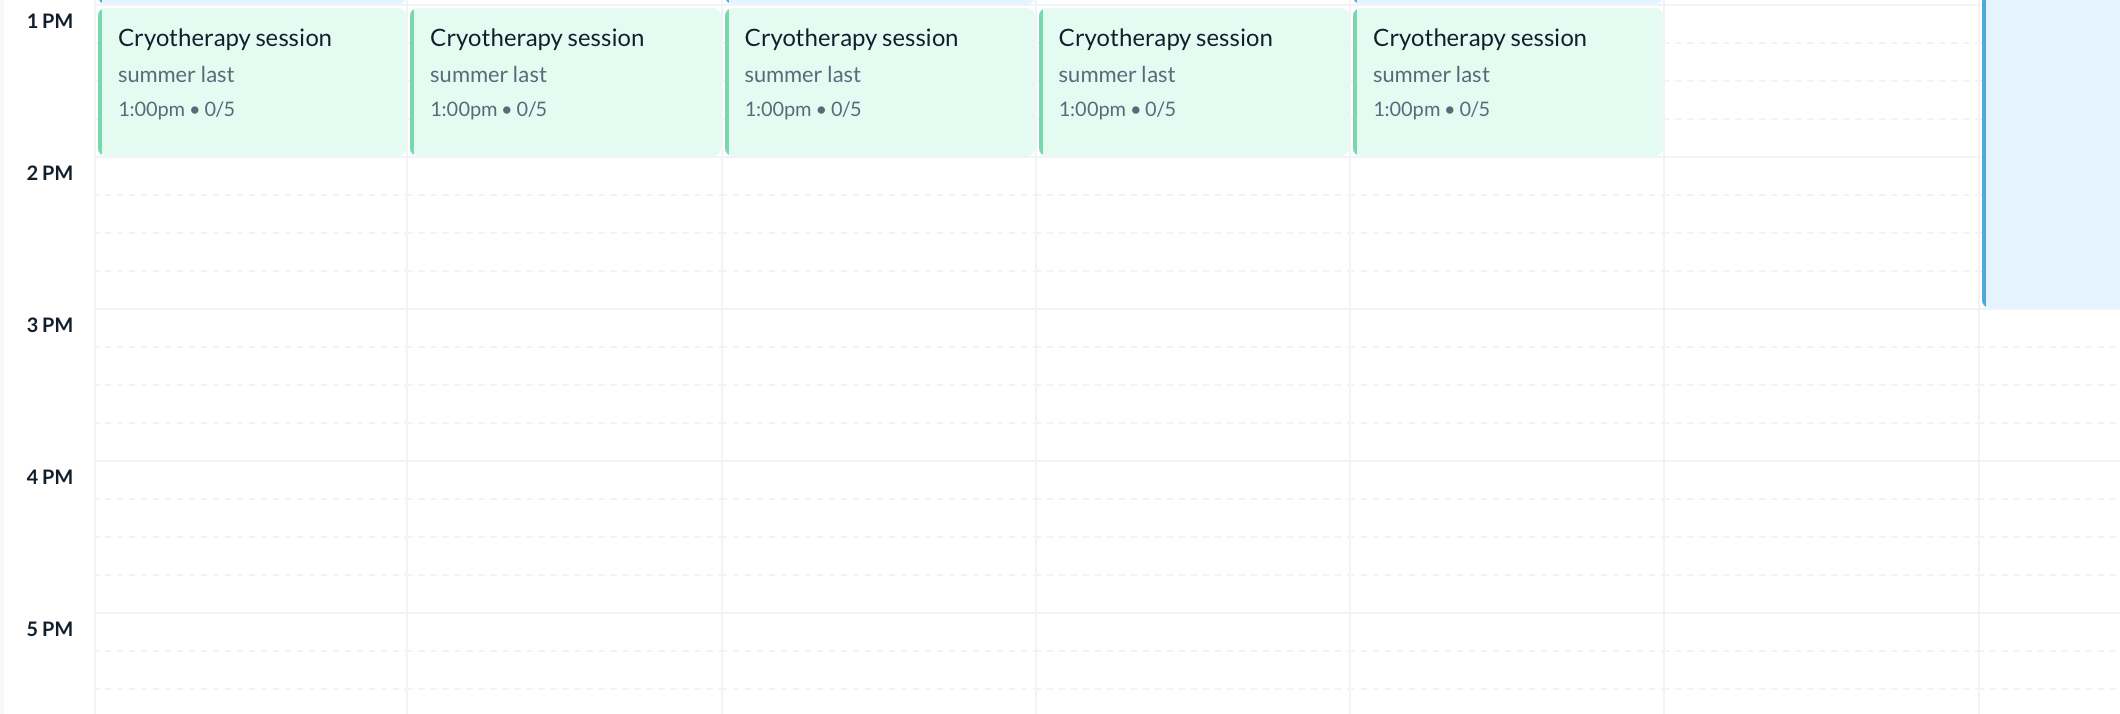 1 PM
Cryotherapy session
summer last
1:00pm • 0/5
Cryotherapy session
summer last
1:00pm • 0/5
Cryotherapy session
summer last
1:00pm • 0/5
Cryotherapy session
summer last
1:00pm • 0/5
Cryotherapy session
summer last
1:00pm • 0/5
2 PM
3 PM
4 PM
5 PM